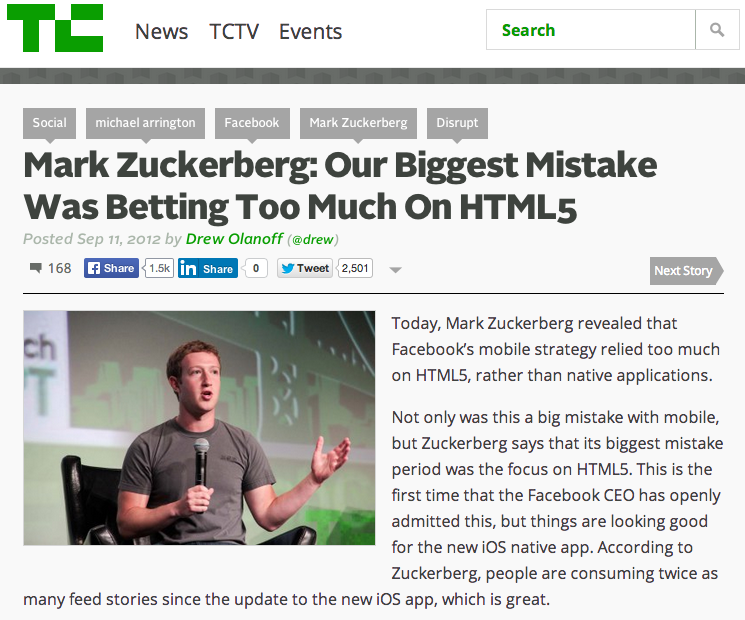 TC News TCTV Events Search
Social michael arrington Facebook Mark Zuckerberg Disrupt
Mark Zuckerberg: Our Biggest Mistake
Was Betting Too Much On HTML5
Posted Sep 11, 2012 by Drew Olanoff (@drew)
168 Share 1.5k in Share 0 Tweet 2,501 Next Story
ch
PT
Today, Mark Zuckerberg revealed that
Facebook’s mobile strategy relied too much
on HTML5, rather than native applications.
Not only was this a big mistake with mobile,
but Zuckerberg says that its biggest mistake
period was the focus on HTML5. This is the
first time that the Facebook CEO has openly
admitted this, but things are looking good
for the new iOS native app. According to
Zuckerberg, people are consuming twice as
many feed stories since the update to the new iOS app, which is great.